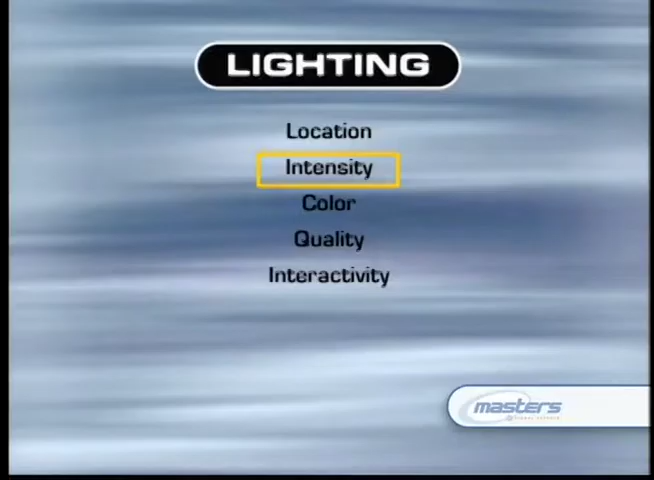 LIGHTING
Location
Intensity
Color
Quality
Interactivity
masters